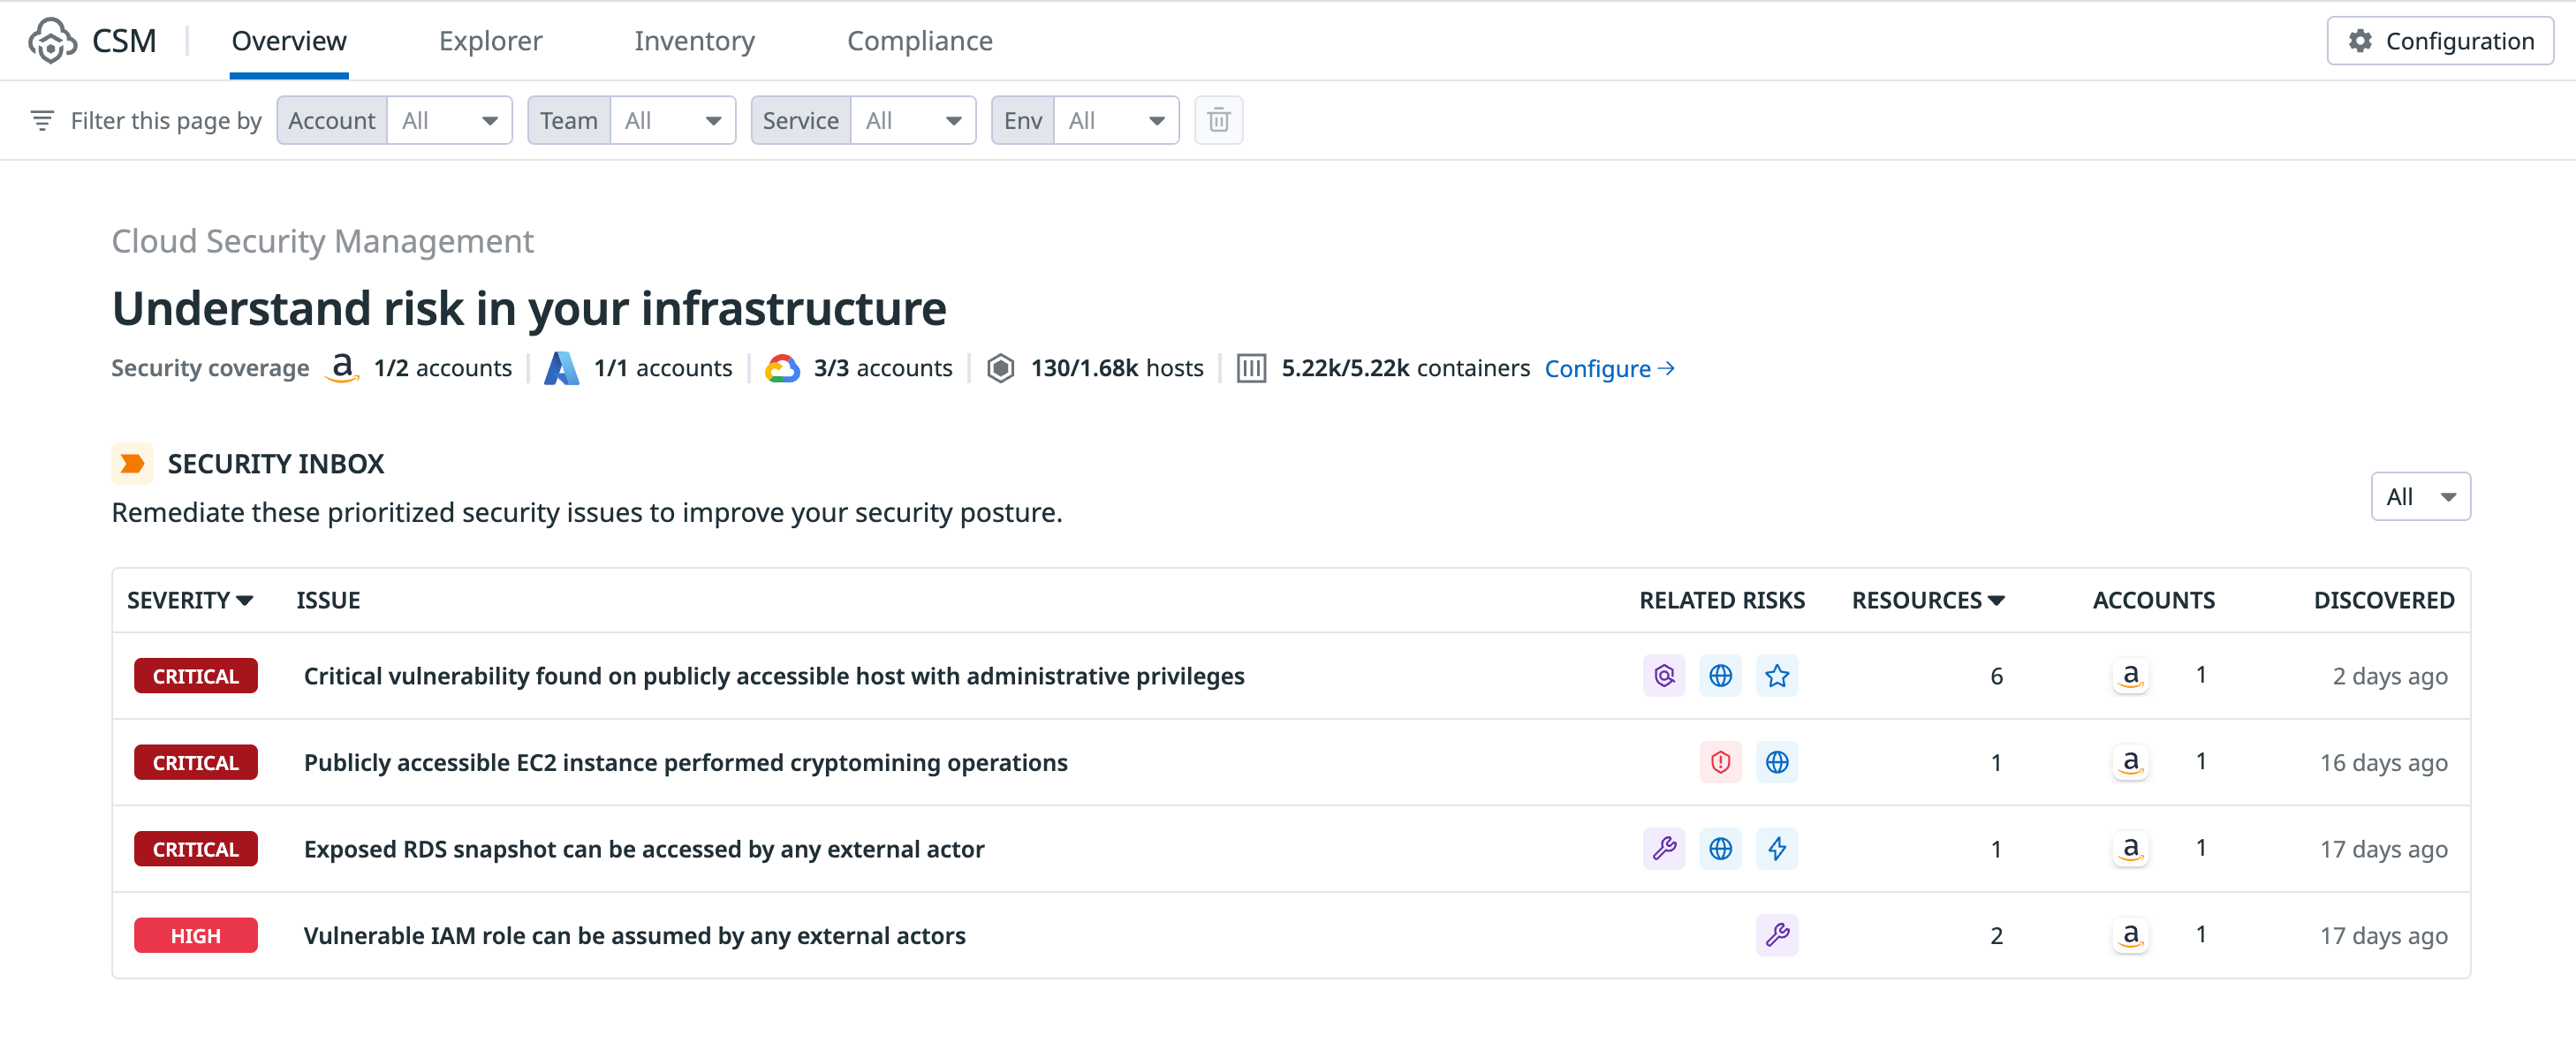 CSM Overview Explorer Inventory Compliance Configuration
Filter this page by Account All Team All Service All Env All
Cloud Security Management
Understand risk in your infrastructure
Security coverage a 1/2 accounts 1/1 accounts 3/3 accounts 130/1.68k hosts 5.22k/5.22k containers Configure →
SECURITY INBOX
Remediate these prioritized security issues to improve your security posture.
All
SEVERITY ISSUE RELATED RISKS RESOURCES ACCOUNTS DISCOVERED
CRITICAL Critical vulnerability found on publicly accessible host with administrative privileges 6 a 1 2 days ago
CRITICAL Publicly accessible EC2 instance performed cryptomining operations 1 a 1 16 days ago
CRITICAL Exposed RDS snapshot can be accessed by any external actor 1 a 1 17 days ago
HIGH Vulnerable IAM role can be assumed by any external actors 2 a 1 17 days ago